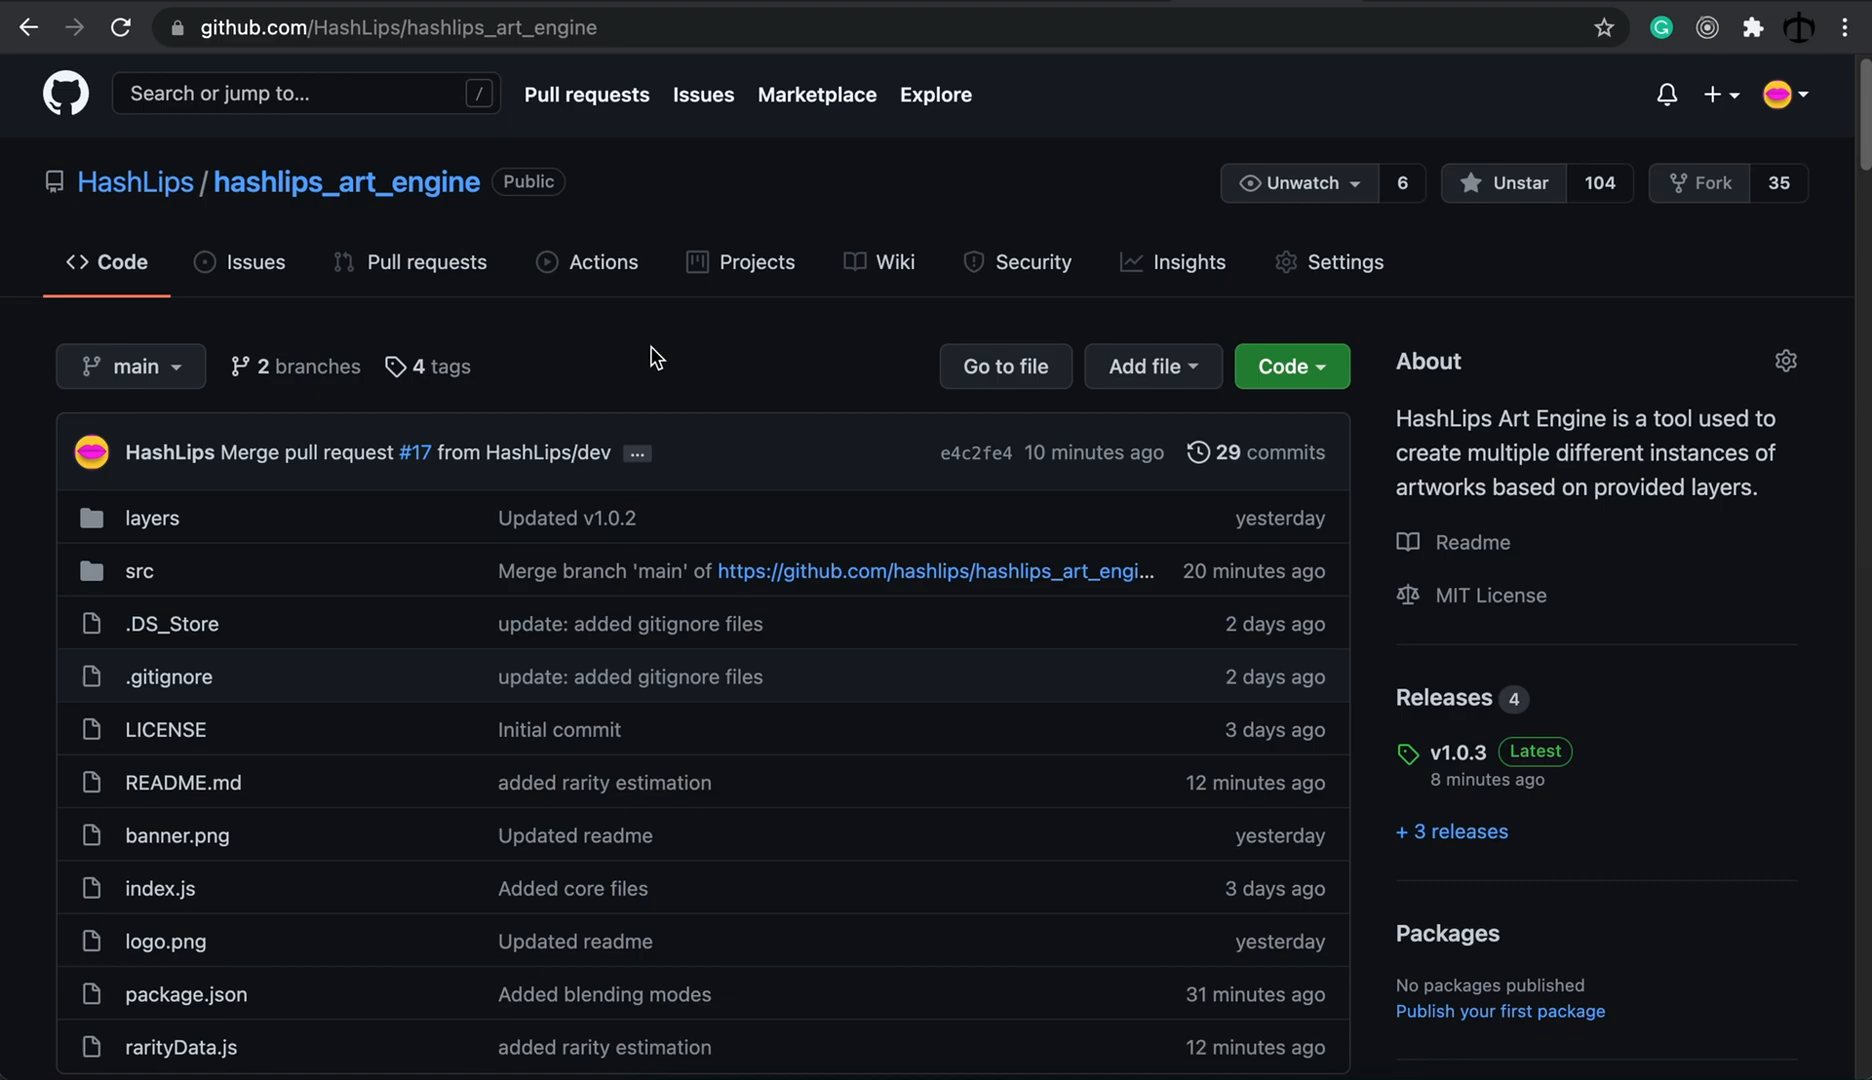 github.com/HashLips/hashlips_art_engine
Search or jump to... / Pull requests Issues Marketplace Explore
HashLips / hashlips_art_engine Public Unwatch 6 Unstar 104 Fork 35
<> Code Issues Pull requests Actions Projects Wiki Security Insights Settings
main 2 branches 4 tags Go to file Add file Code
HashLips Merge pull request #17 from HashLips/dev ... e4c2fe4 10 minutes ago 29 commits
layers Updated v1.0.2 yesterday
src Merge branch 'main' of https://github.com/hashlips/hashlips_art_engi... 20 minutes ago
.DS_Store update: added gitignore files 2 days ago
.gitignore update: added gitignore files 2 days ago
LICENSE Initial commit 3 days ago
README.md added rarity estimation 12 minutes ago
banner.png Updated readme yesterday
index.js Added core files 3 days ago
logo.png Updated readme yesterday
package.json Added blending modes 31 minutes ago
rarityData.js added rarity estimation 12 minutes ago
About
HashLips Art Engine is a tool used to
create multiple different instances of
artworks based on provided layers.
Readme
MIT License
Releases 4
v1.0.3 Latest
8 minutes ago
+ 3 releases
Packages
No packages published
Publish your first package